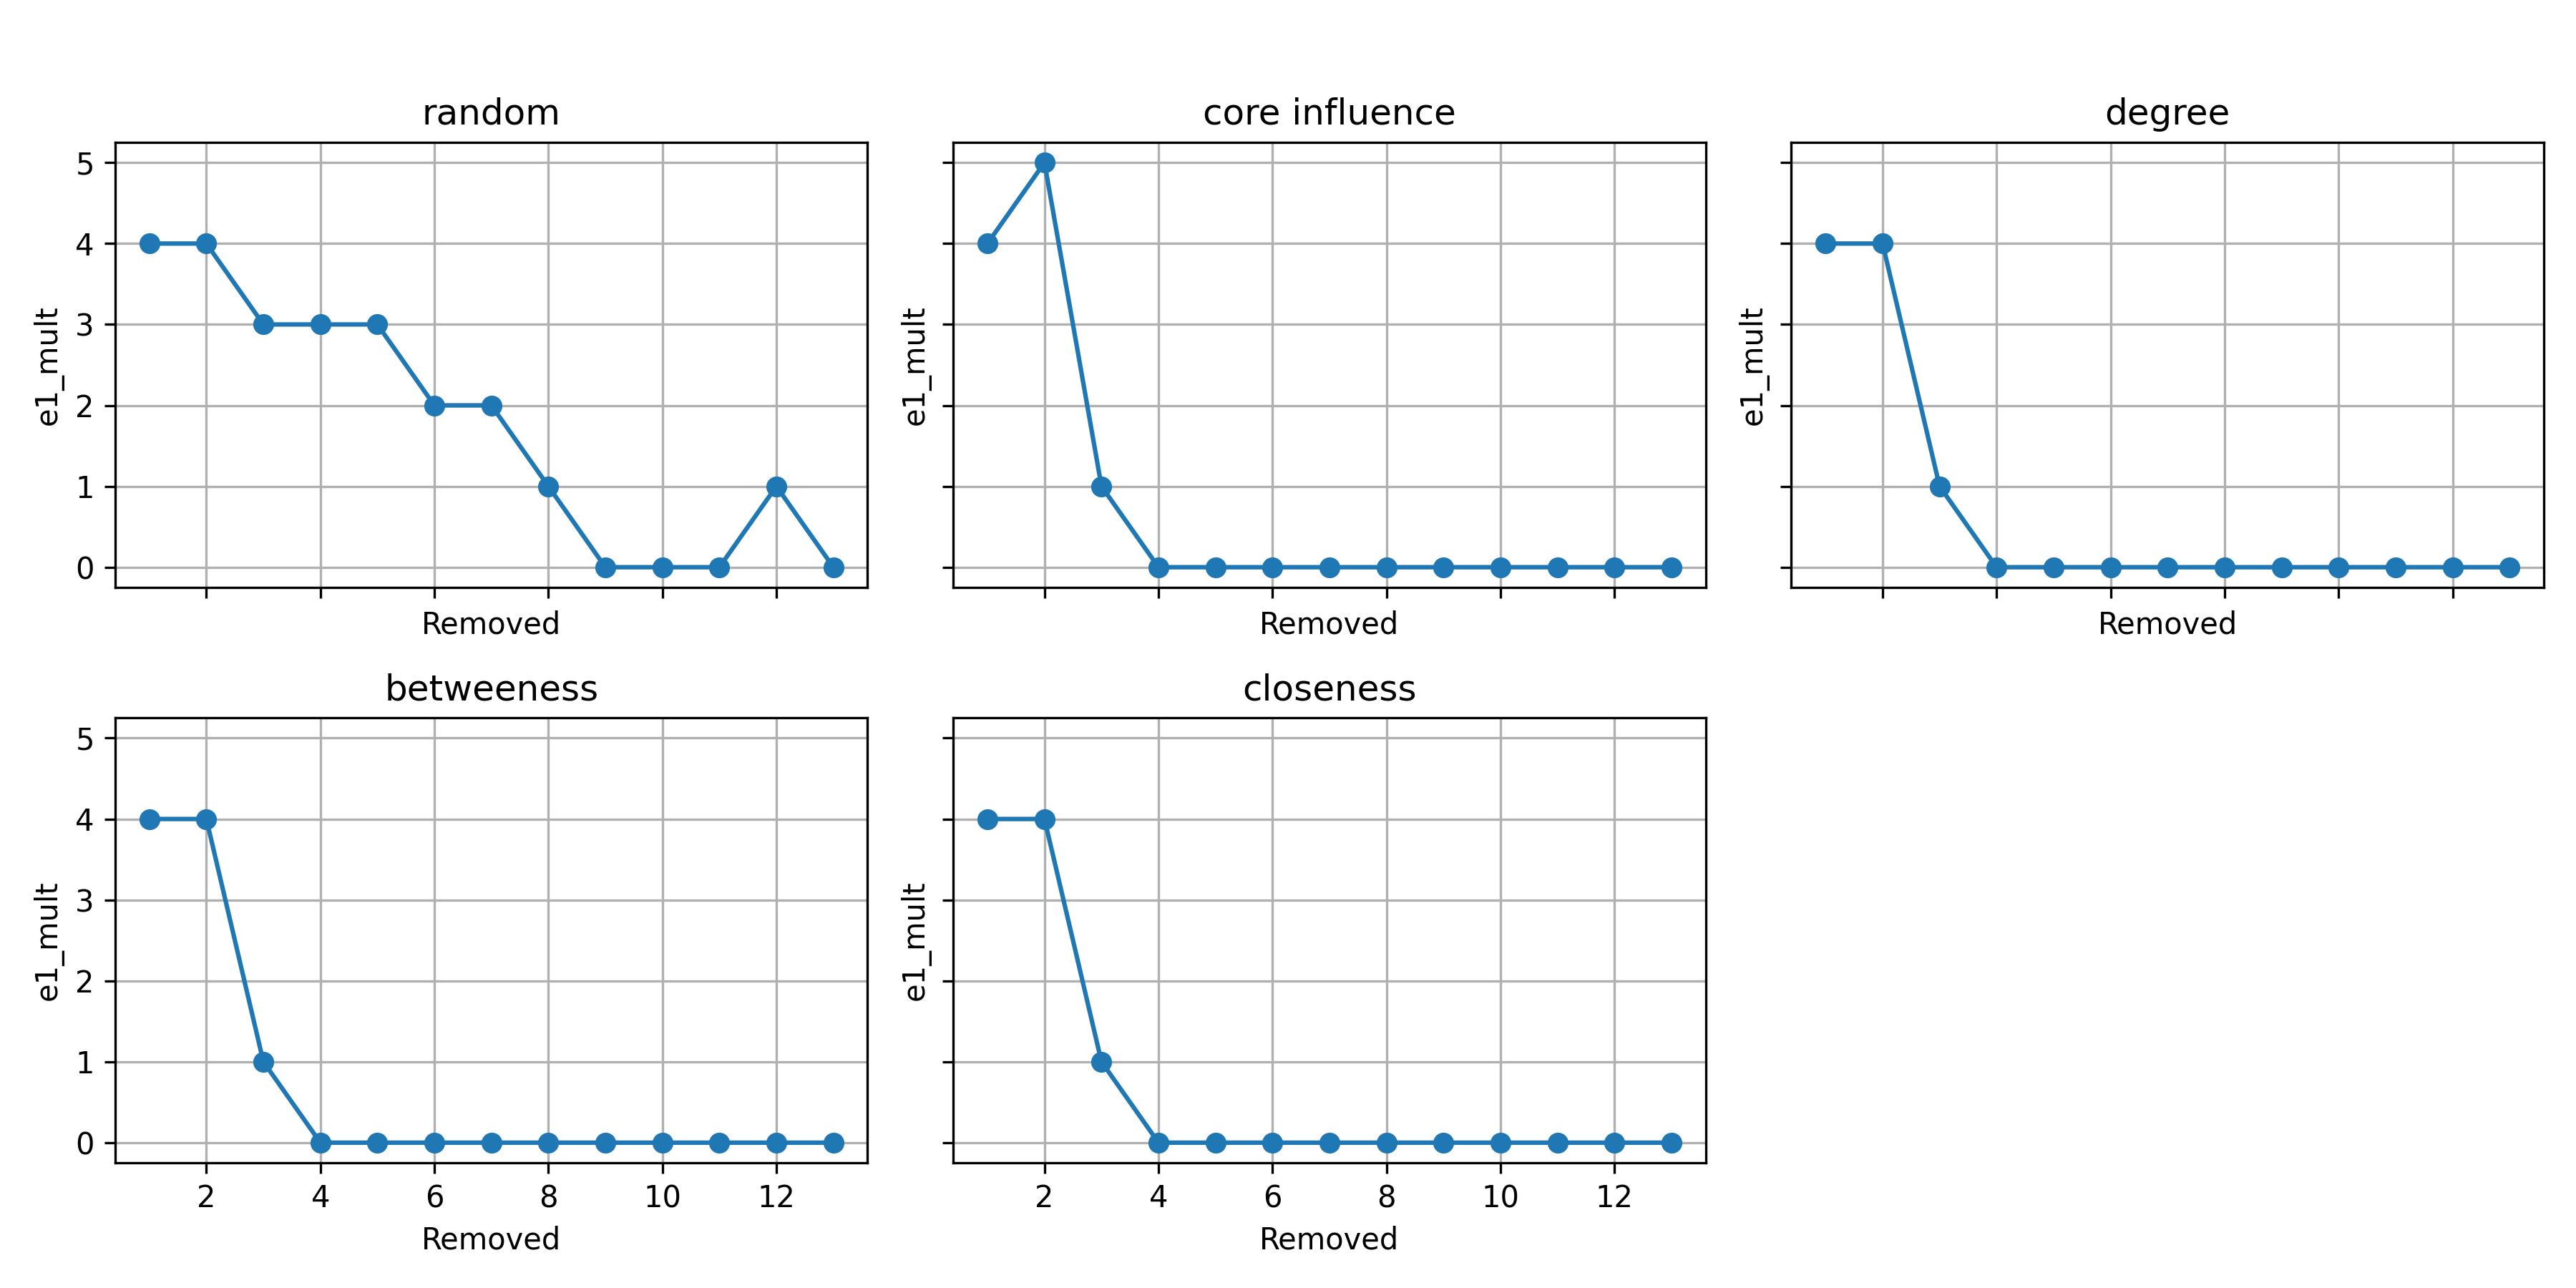 random
5
4
3
2
1
0
e1_mult
Removed
core influence
e1_mult
Removed
degree
e1_mult
Removed
betweeness
5
4
3
2
1
0
e1_mult
2 4 6 8 10 12
Removed
closeness
e1_mult
2 4 6 8 10 12
Removed